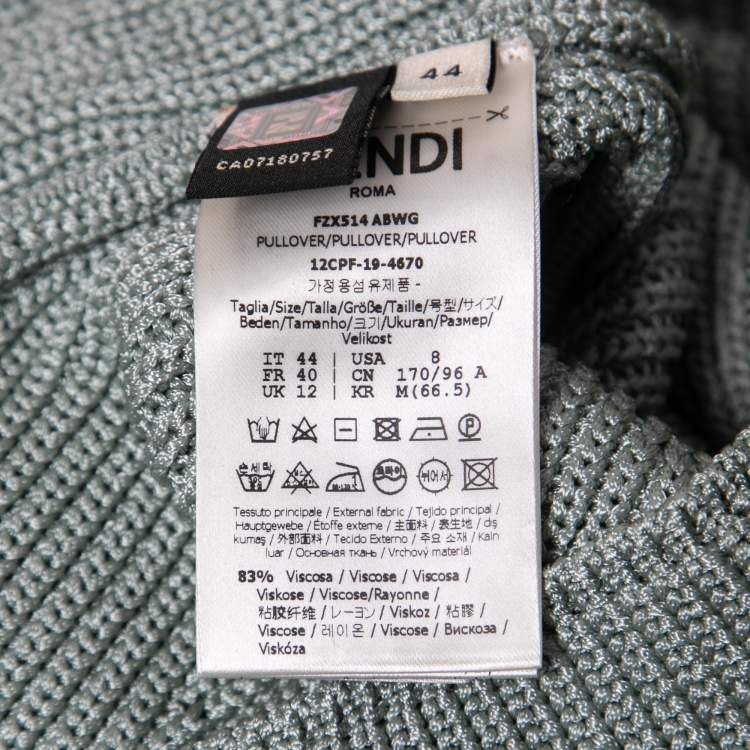 44
CA07180757
ENDI
ROMA
FZX514 ABWG
PULLOVER/PULLOVER/PULLOVER
12CPF-19-4670
가정용섬유제품 -
Taglia/Size/Talla/Größe/Taille/号型/サイズ/
Beden/Tamanho/크기/Ukuran/Размер/
Velikost
IT 44 | USA 8
FR 40 | CN 170/96 A
UK 12 | KR M(66.5)
P
손세탁
Tessuto principale / External fabric / Tejido principal /
Hauptgewebe / Étoffe externe / 主面料 / 裏生地 / dış
kumaş / 外部面料 / Tecido Externo / 주요 소재 / Kain
luar / Основная ткань / Vrchový materiál
83% Viscosa / Viscose / Viscosa /
Viskose / Viscose/Rayonne /
粘胶纤维 / レーヨン / Viskoz / 粘膠 /
Viscose / 레이온 / Viscose / Вискоза /
Viskóza